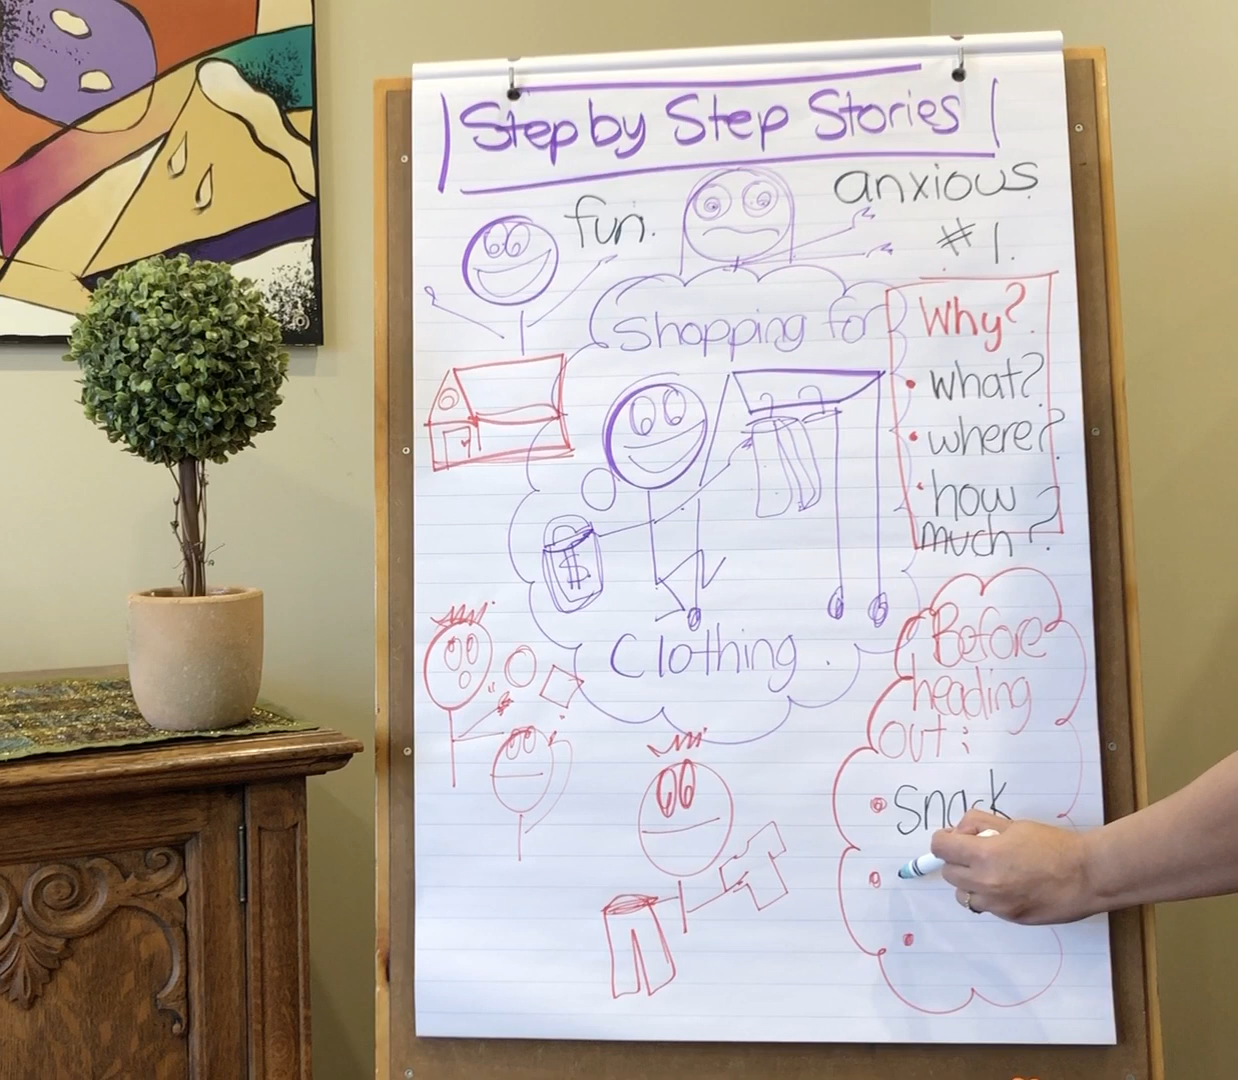 Step by Step Stories
fun.
anxious.
#1.
Shopping for
Why?
• what?
• where?
• how
much?
$
Clothing.
Before
heading
out:
• Snack